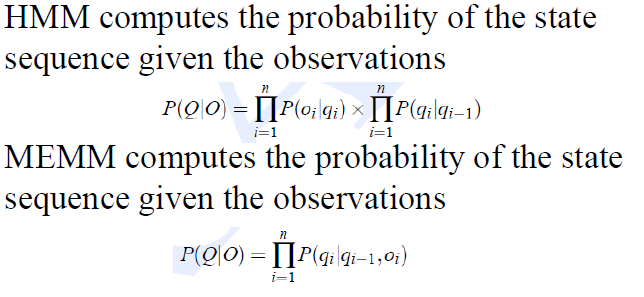 HMM computes the probability of the state
sequence given the observations
P(Q|O) = ∏_{i=1}^{n} P(o_i|q_i) × ∏_{i=1}^{n} P(q_i|q_{i−1})
MEMM computes the probability of the state
sequence given the observations
P(Q|O) = ∏_{i=1}^{n} P(q_i|q_{i−1}, o_i)